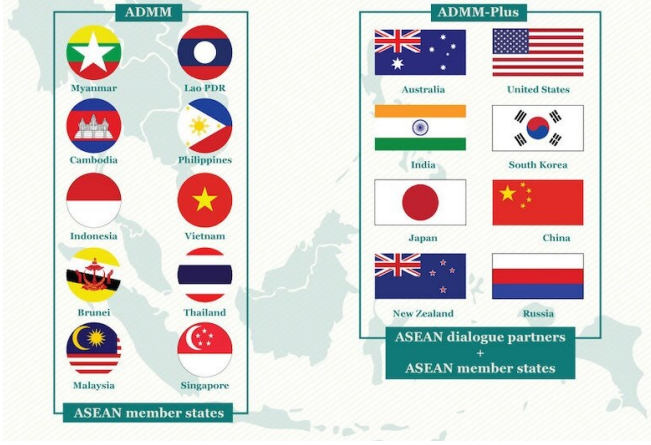 ADMM
Myanmar
Lao PDR
Cambodia
Philippines
Indonesia
Vietnam
Brunei
Thailand
Malaysia
Singapore
ASEAN member states
ADMM-Plus
Australia
United States
India
South Korea
Japan
China
New Zealand
Russia
ASEAN dialogue partners
+
ASEAN member states